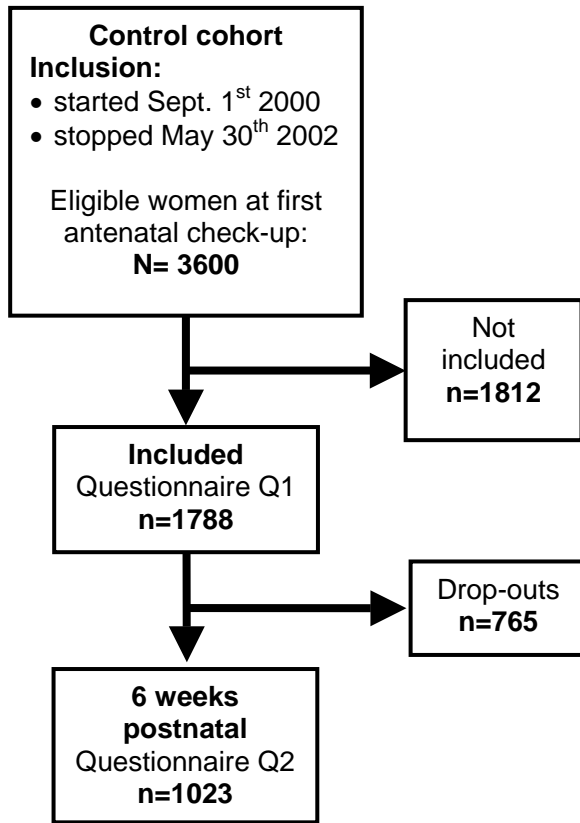 Control cohort
Inclusion:
• started Sept. 1st 2000
• stopped May 30th 2002
Eligible women at first
antenatal check-up:
N= 3600
Not
included
n=1812
Included
Questionnaire Q1
n=1788
Drop-outs
n=765
6 weeks
postnatal
Questionnaire Q2
n=1023